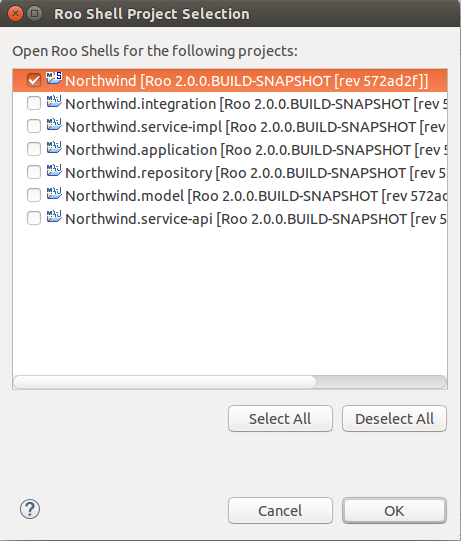 Roo Shell Project Selection
Open Roo Shells for the following projects:
Northwind [Roo 2.0.0.BUILD-SNAPSHOT [rev 572ad2f]]
Northwind.integration [Roo 2.0.0.BUILD-SNAPSHOT [rev 5
Northwind.service-impl [Roo 2.0.0.BUILD-SNAPSHOT [rev
Northwind.application [Roo 2.0.0.BUILD-SNAPSHOT [rev
Northwind.repository [Roo 2.0.0.BUILD-SNAPSHOT [rev 5
Northwind.model [Roo 2.0.0.BUILD-SNAPSHOT [rev 572ad
Northwind.service-api [Roo 2.0.0.BUILD-SNAPSHOT [rev 5
Select All Deselect All
? Cancel OK